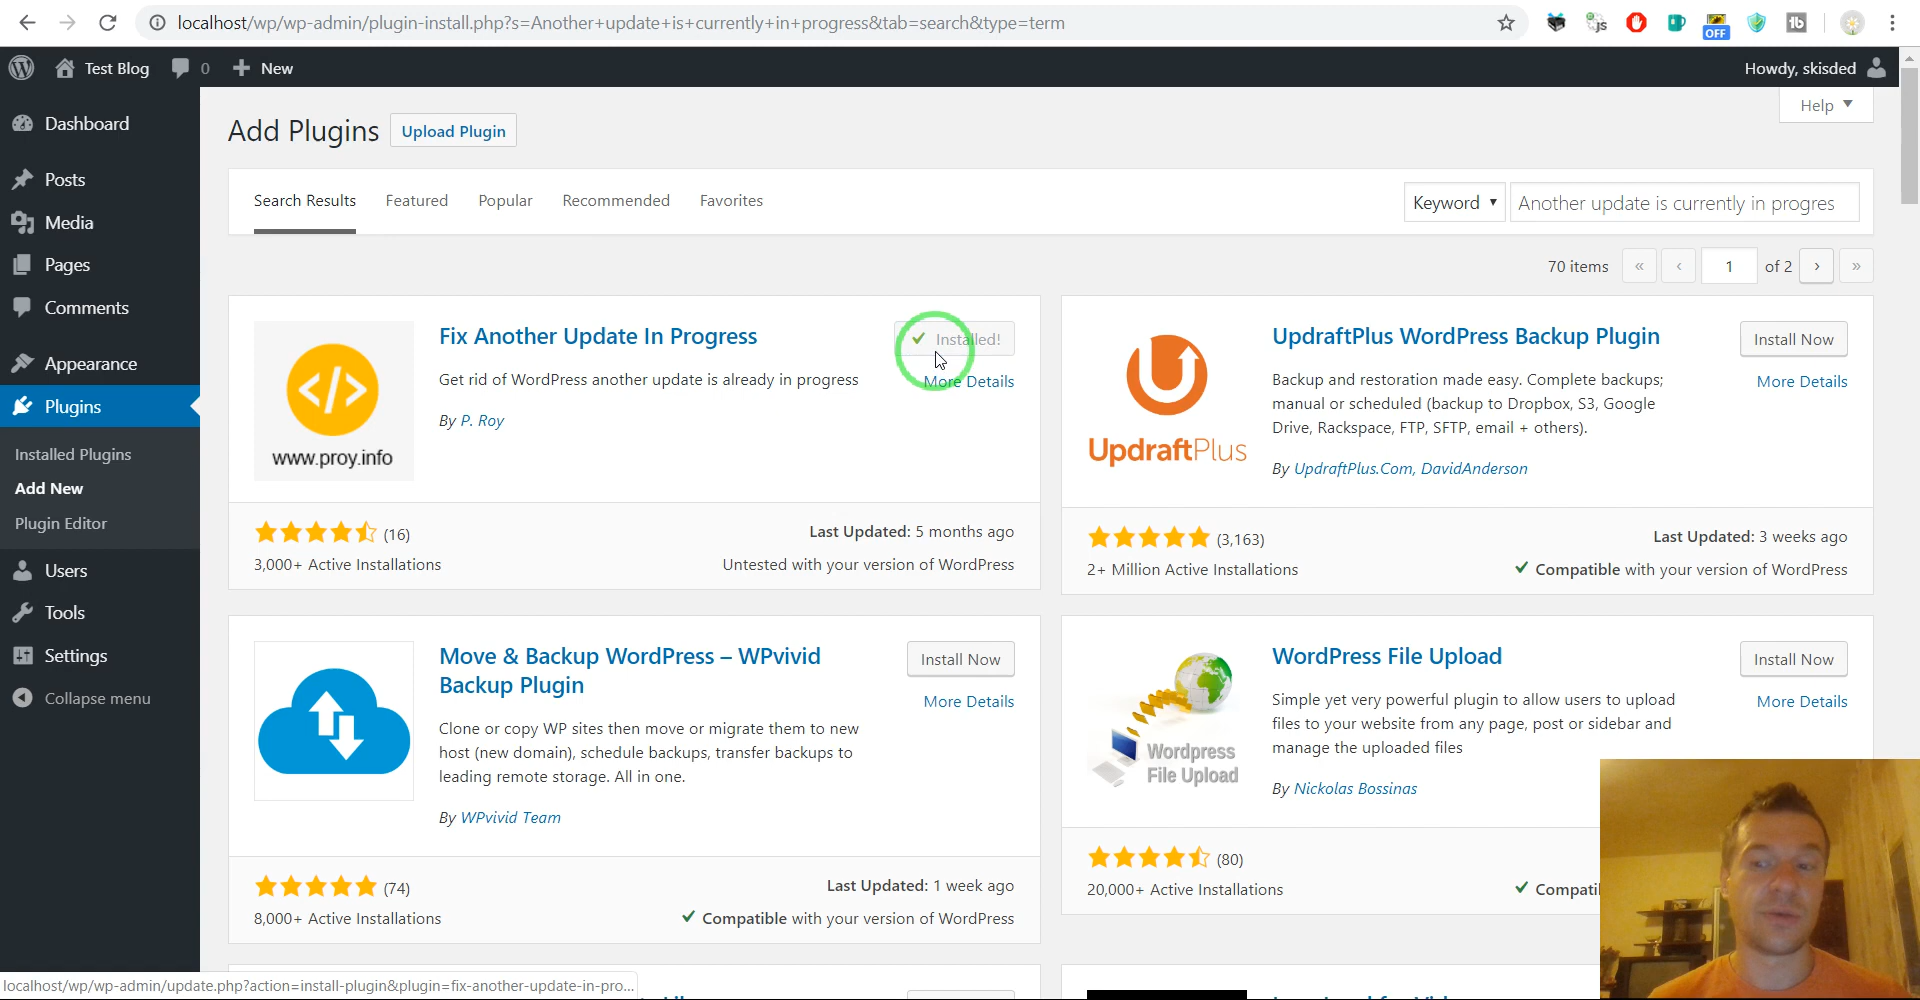 localhost/wp/wp-admin/plugin-install.php?s=Another+update+is+currently+in+progress&tab=search&type=term
JS
OFF
Test Blog
0
New
Howdy, skisded
Dashboard
Posts
Media
Pages
Comments
Appearance
Plugins
Installed Plugins
Add New
Plugin Editor
Users
Tools
Settings
Collapse menu
Help
Add Plugins
Upload Plugin
Search Results
Featured
Popular
Recommended
Favorites
Keyword
Another update is currently in progres
70 items
«
‹
1
of 2
›
»
www.proy.info
Fix Another Update In Progress
Installed!
Get rid of WordPress another update is already in progress
More Details
By P. Roy
(16)
3,000+ Active Installations
Last Updated: 5 months ago
Untested with your version of WordPress
UpdraftPlus
UpdraftPlus WordPress Backup Plugin
Install Now
Backup and restoration made easy. Complete backups;
manual or scheduled (backup to Dropbox, S3, Google
Drive, Rackspace, FTP, SFTP, email + others).
More Details
By UpdraftPlus.Com, DavidAnderson
(3,163)
2+ Million Active Installations
Last Updated: 3 weeks ago
Compatible with your version of WordPress
Move & Backup WordPress – WPvivid
Backup Plugin
Install Now
More Details
Clone or copy WP sites then move or migrate them to new
host (new domain), schedule backups, transfer backups to
leading remote storage. All in one.
By WPvivid Team
(74)
8,000+ Active Installations
Last Updated: 1 week ago
Compatible with your version of WordPress
Wordpress
File Upload
WordPress File Upload
Install Now
More Details
Simple yet very powerful plugin to allow users to upload
files to your website from any page, post or sidebar and
manage the uploaded files
By Nickolas Bossinas
(80)
20,000+ Active Installations
Compatil
localhost/wp/wp-admin/update.php?action=install-plugin&plugin=fix-another-update-in-pro...